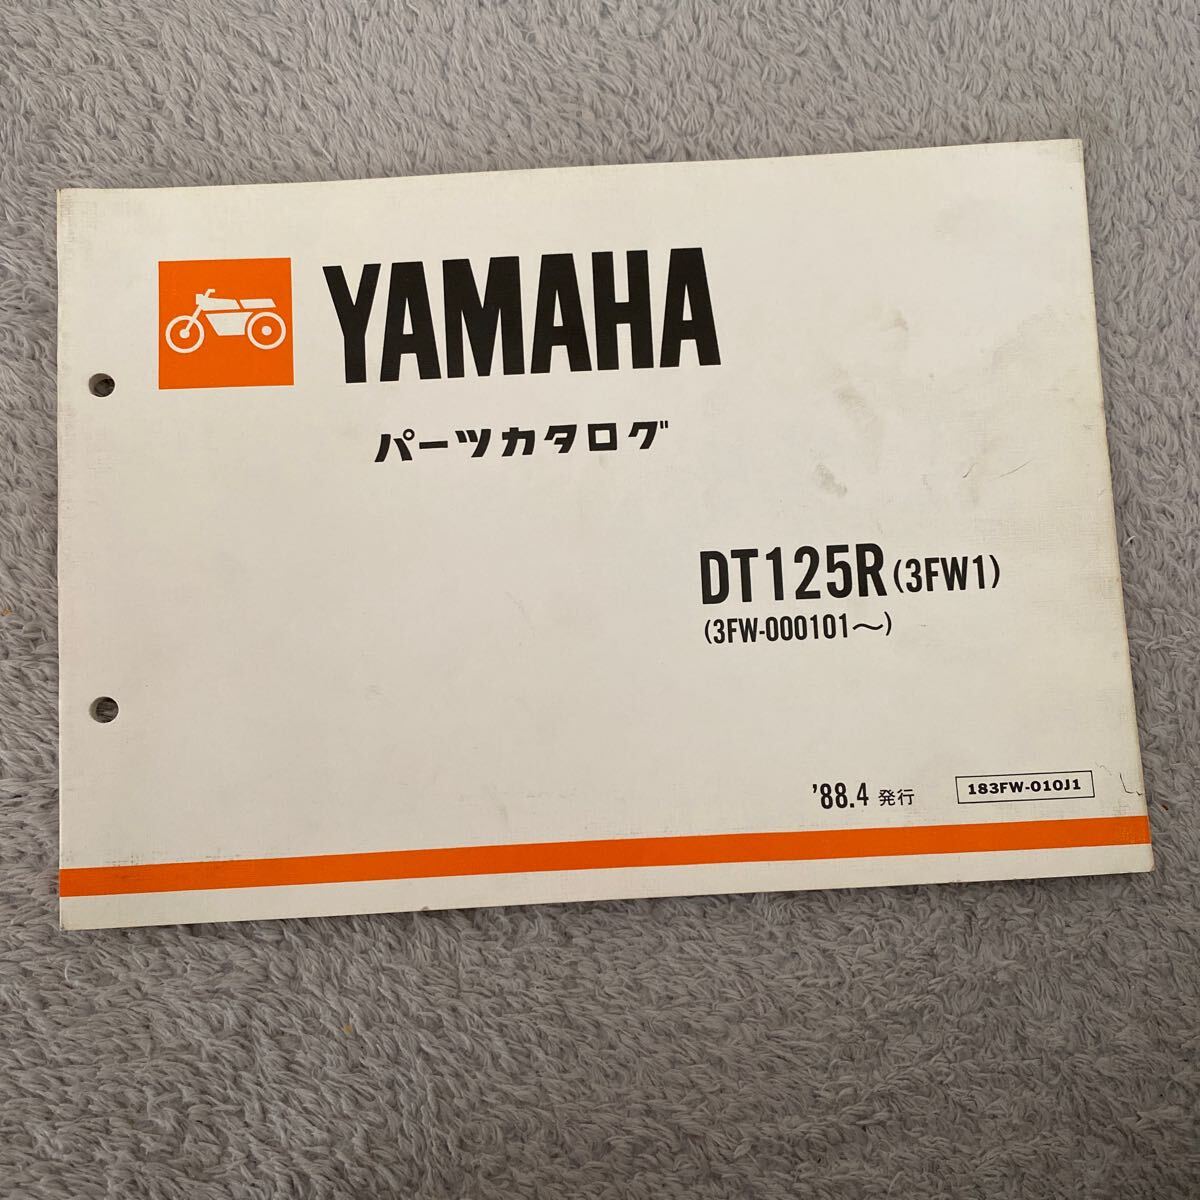 YAMAHA
パーツカタログ
DT125R (3FW1)
(3FW-000101〜)
'88.4 発行
183FW-010J1